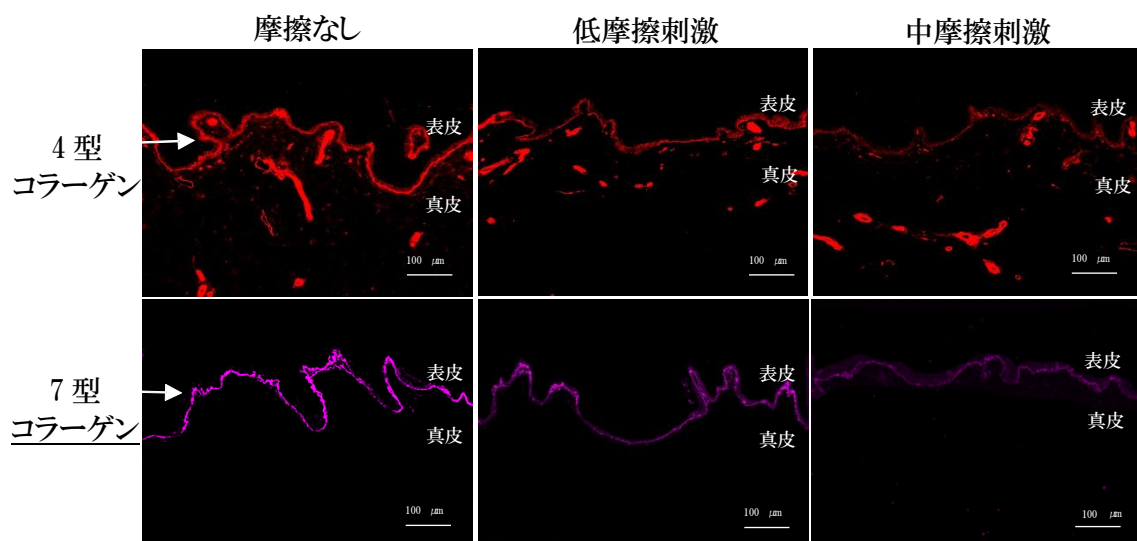 摩擦なし
低摩擦刺激
中摩擦刺激
4 型
コラーゲン
表皮
真皮
100 μm
表皮
真皮
100 μm
表皮
真皮
100 μm
7 型
コラーゲン
表皮
真皮
100 μm
表皮
真皮
100 μm
表皮
真皮
100 μm